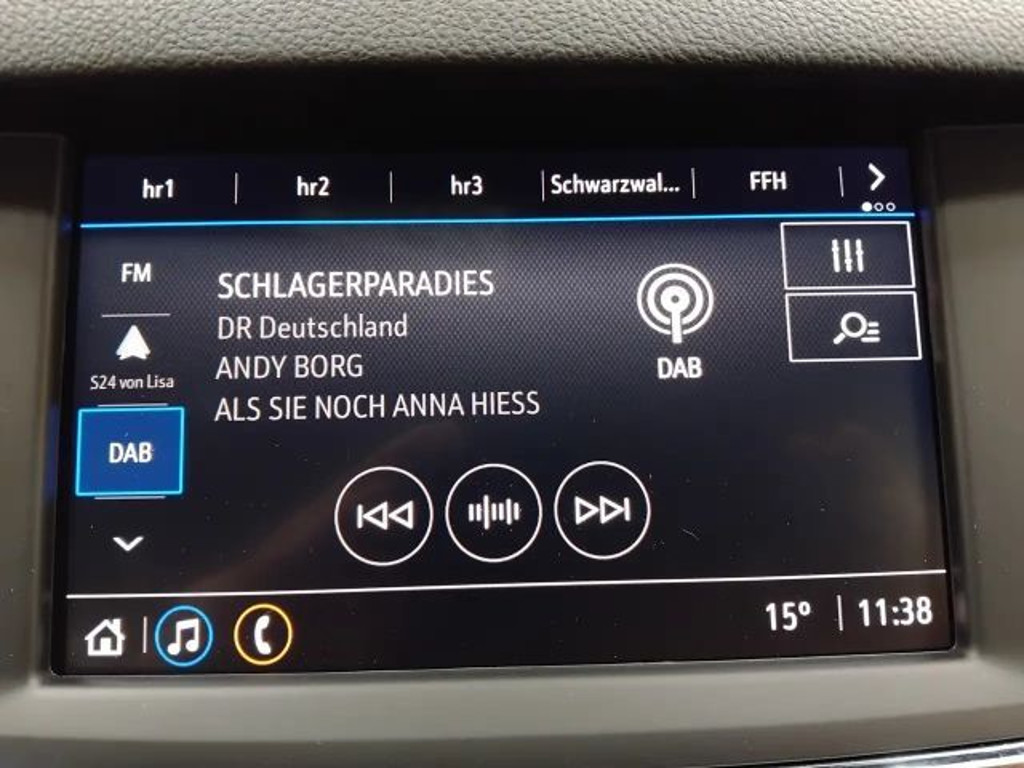 hr1
hr2
hr3
Schwarzwal...
FFH
FM
SCHLAGERPARADIES
DR Deutschland
ANDY BORG
ALS SIE NOCH ANNA HIESS
DAB
S24 von Lisa
DAB
15°
11:38